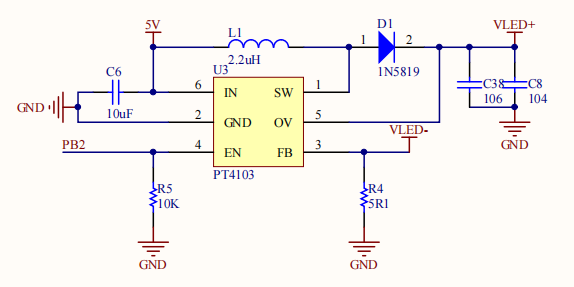 5V
L1
2.2uH
D1
1
2
1N5819
VLED+
C6
10uF
GND
U3
6
IN
SW
1
2
GND
OV
5
4
EN
FB
3
PT4103
PB2
VLED-
C38
106
C8
104
GND
R5
10K
GND
R4
5R1
GND